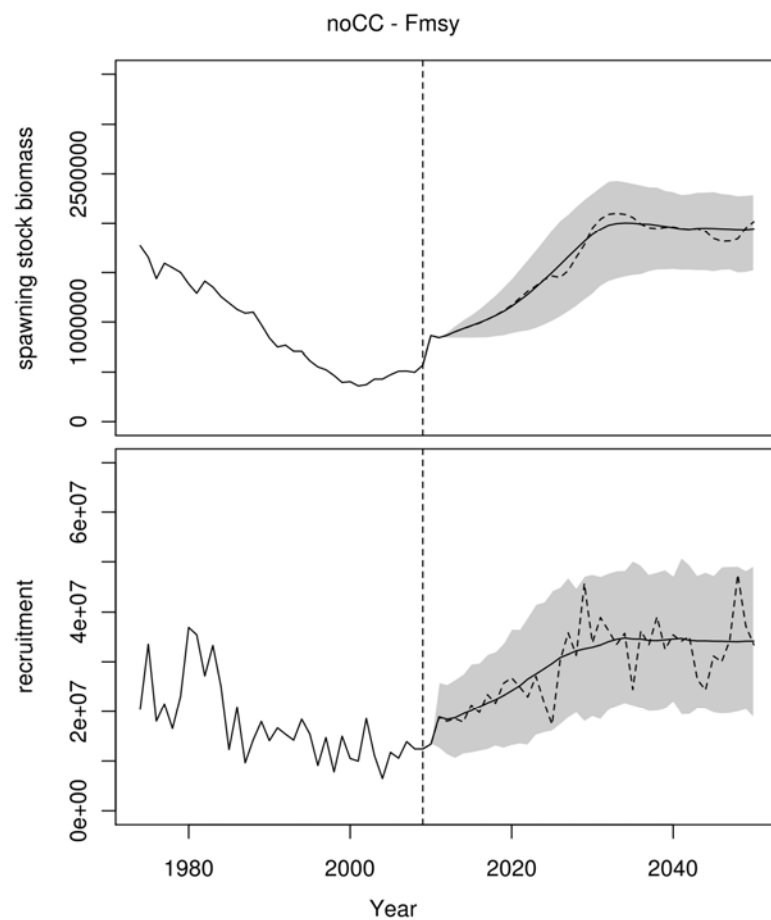 noCC - Fmsy
spawning stock biomass
2500000
1000000
0
recruitment
6e+07
4e+07
2e+07
0e+00
1980 2000 2020 2040
Year